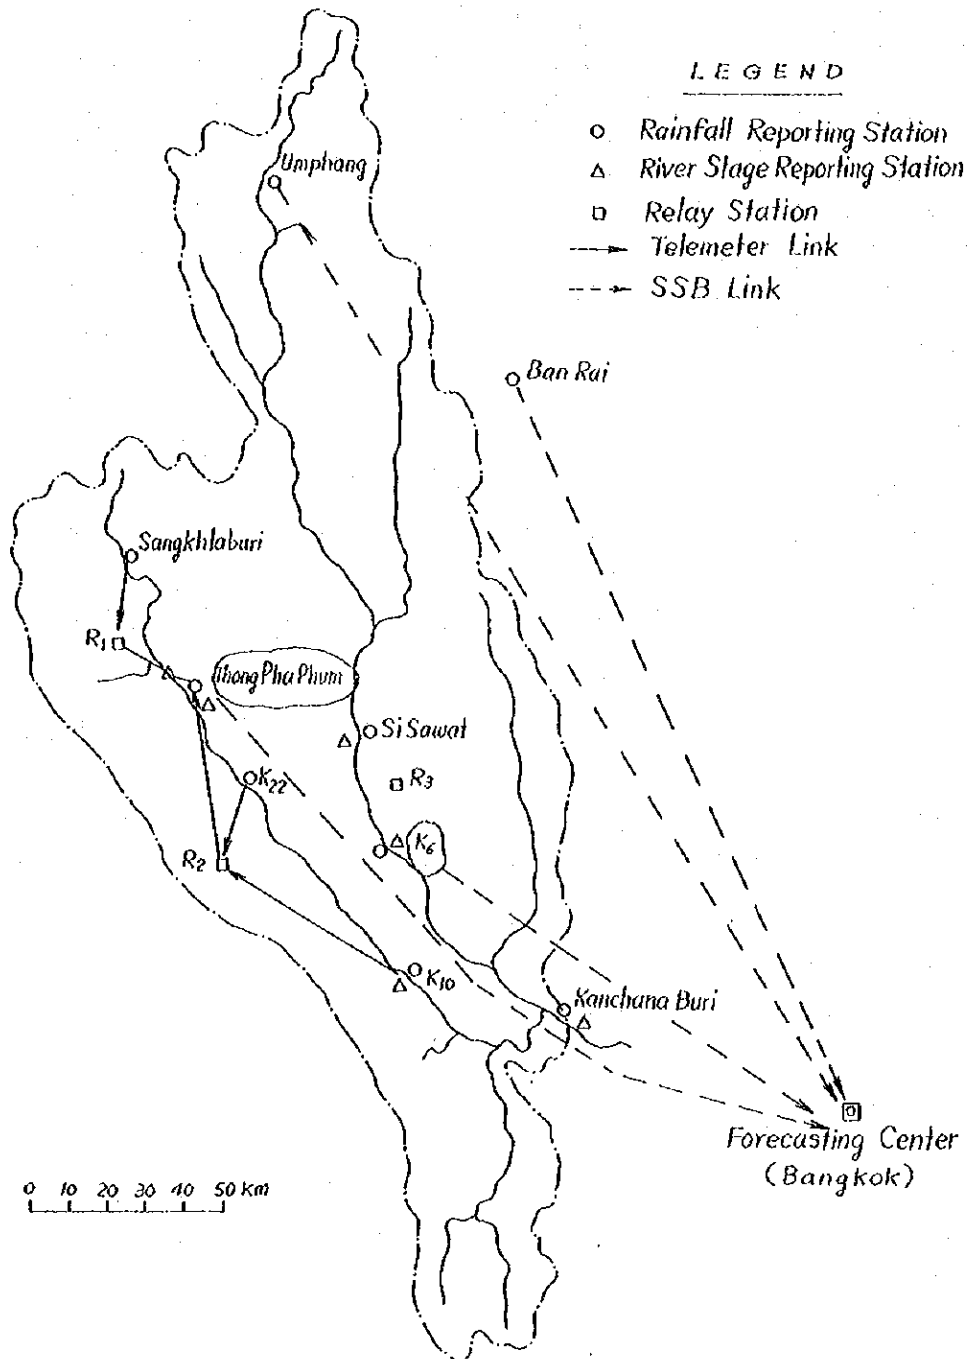 LEGEND
Rainfall Reporting Station
River Stage Reporting Station
Relay Station
Telemeter Link
SSB Link
Umphang
Ban Rai
Sangkhlaburi
R1
Thong Pha Phum
Si Sawat
K22
R3
K6
R2
K10
Kanchana Buri
Forecasting Center
(Bangkok)
0 10 20 30 40 50 Km